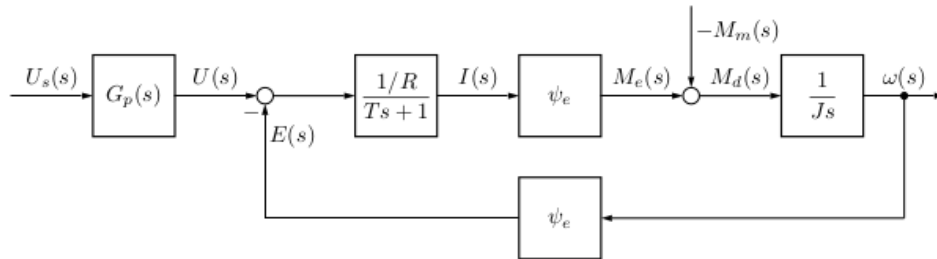 −M_m(s)
U_s(s)
G_p(s)
U(s)
−
E(s)
1/R
Ts + 1
I(s)
ψ_e
M_e(s)
M_d(s)
1
Js
ω(s)
ψ_e